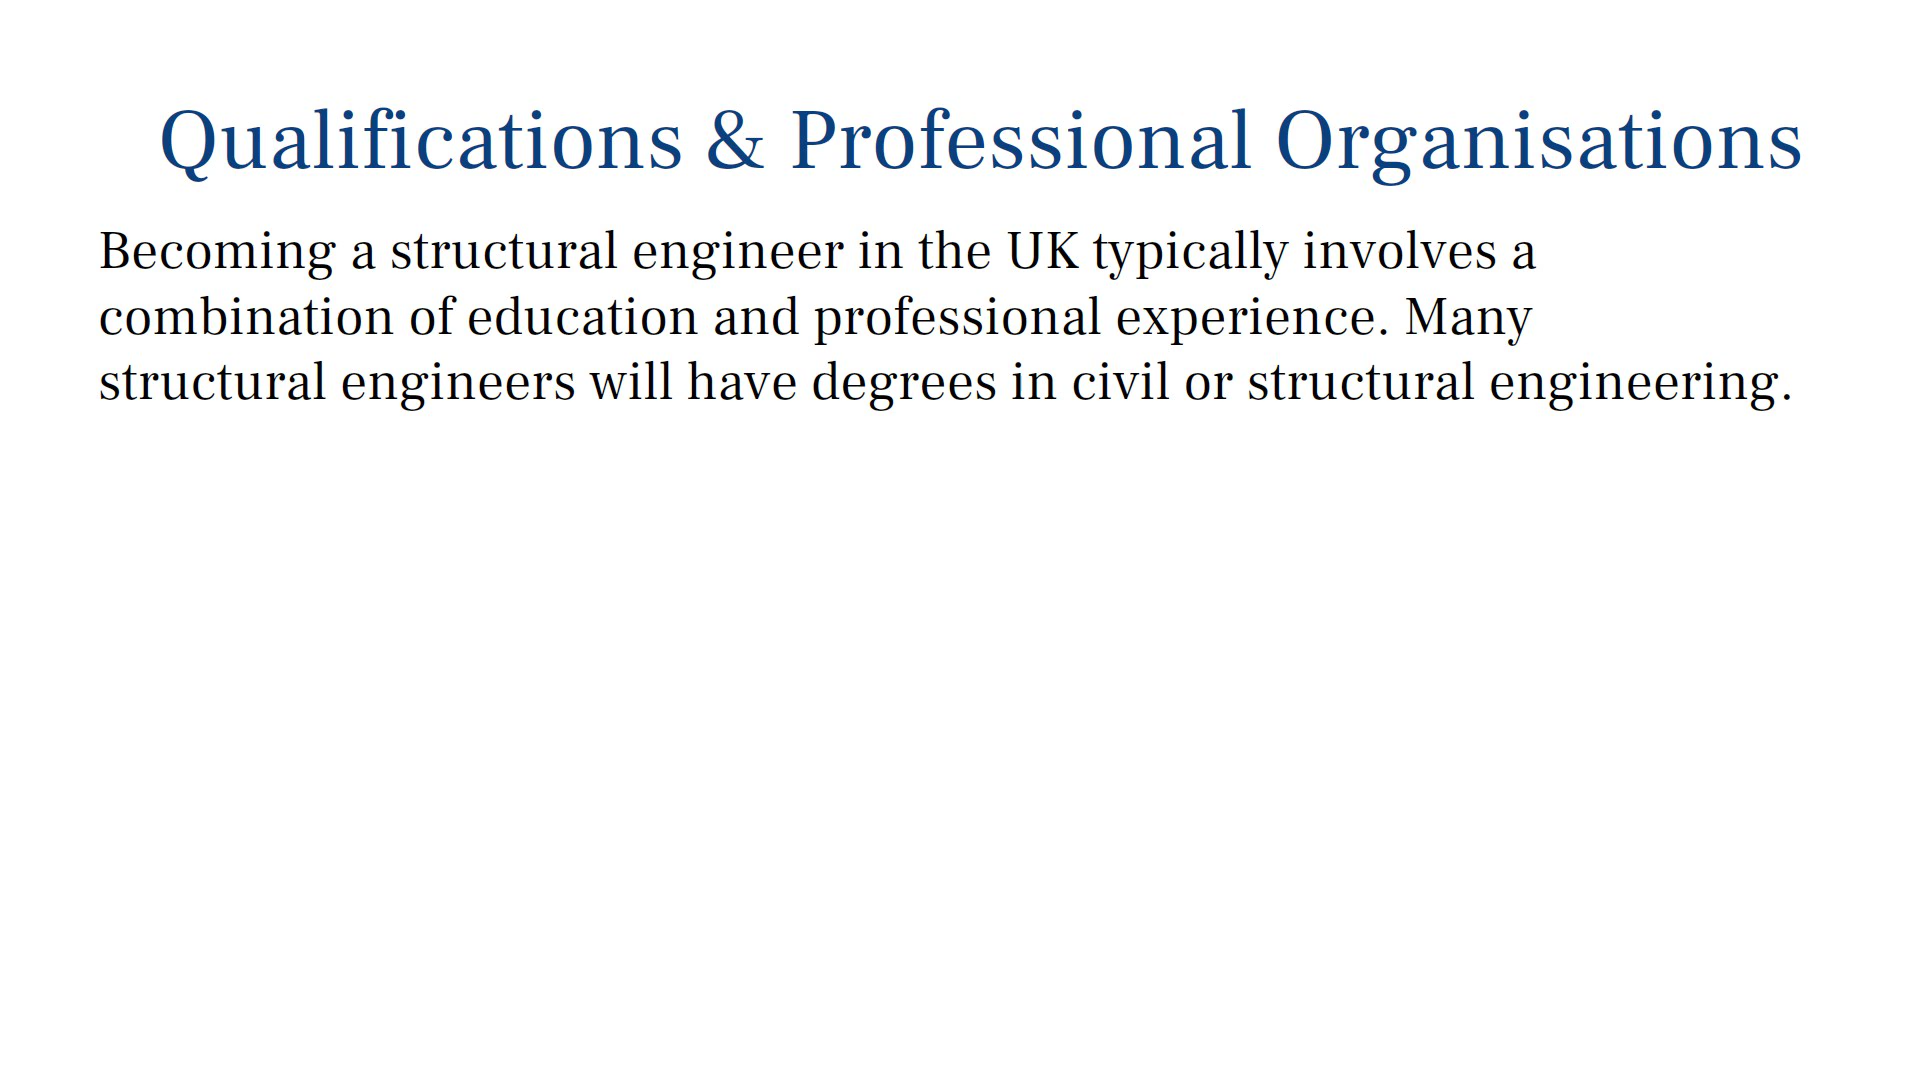 Qualifications & Professional Organisations
Becoming a structural engineer in the UK typically involves a
combination of education and professional experience. Many
structural engineers will have degrees in civil or structural engineering.